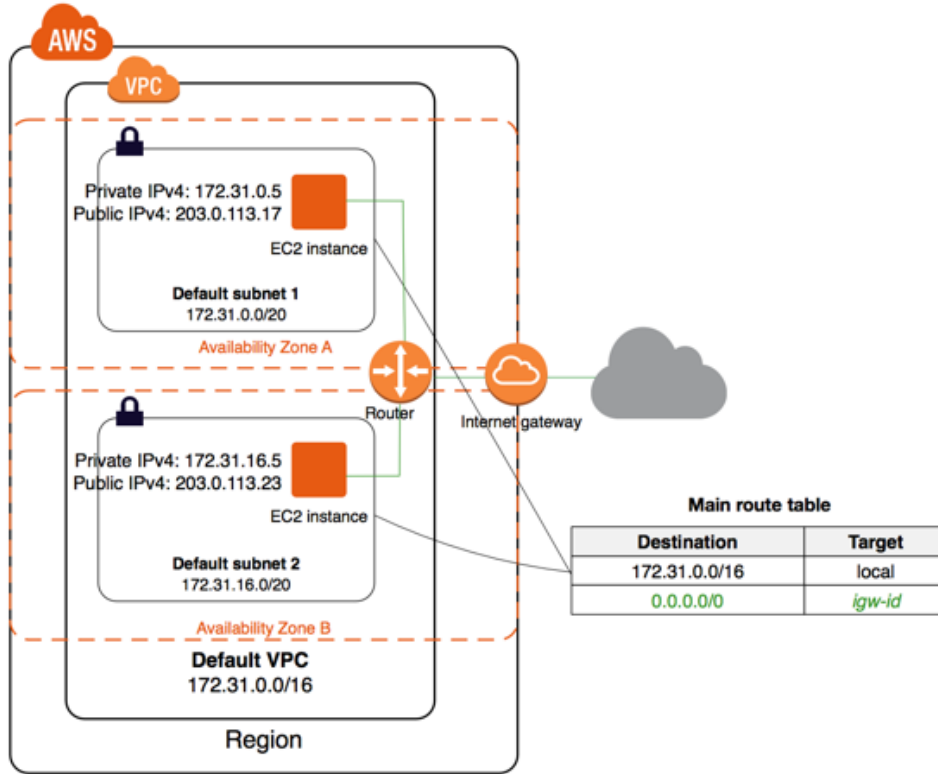 AWS
VPC
Private IPv4: 172.31.0.5
Public IPv4: 203.0.113.17
EC2 instance
Default subnet 1
172.31.0.0/20
Availability Zone A
Router
Internet gateway
Private IPv4: 172.31.16.5
Public IPv4: 203.0.113.23
EC2 instance
Default subnet 2
172.31.16.0/20
Availability Zone B
Default VPC
172.31.0.0/16
Region
Main route table
Destination Target
172.31.0.0/16 local
0.0.0.0/0 igw-id